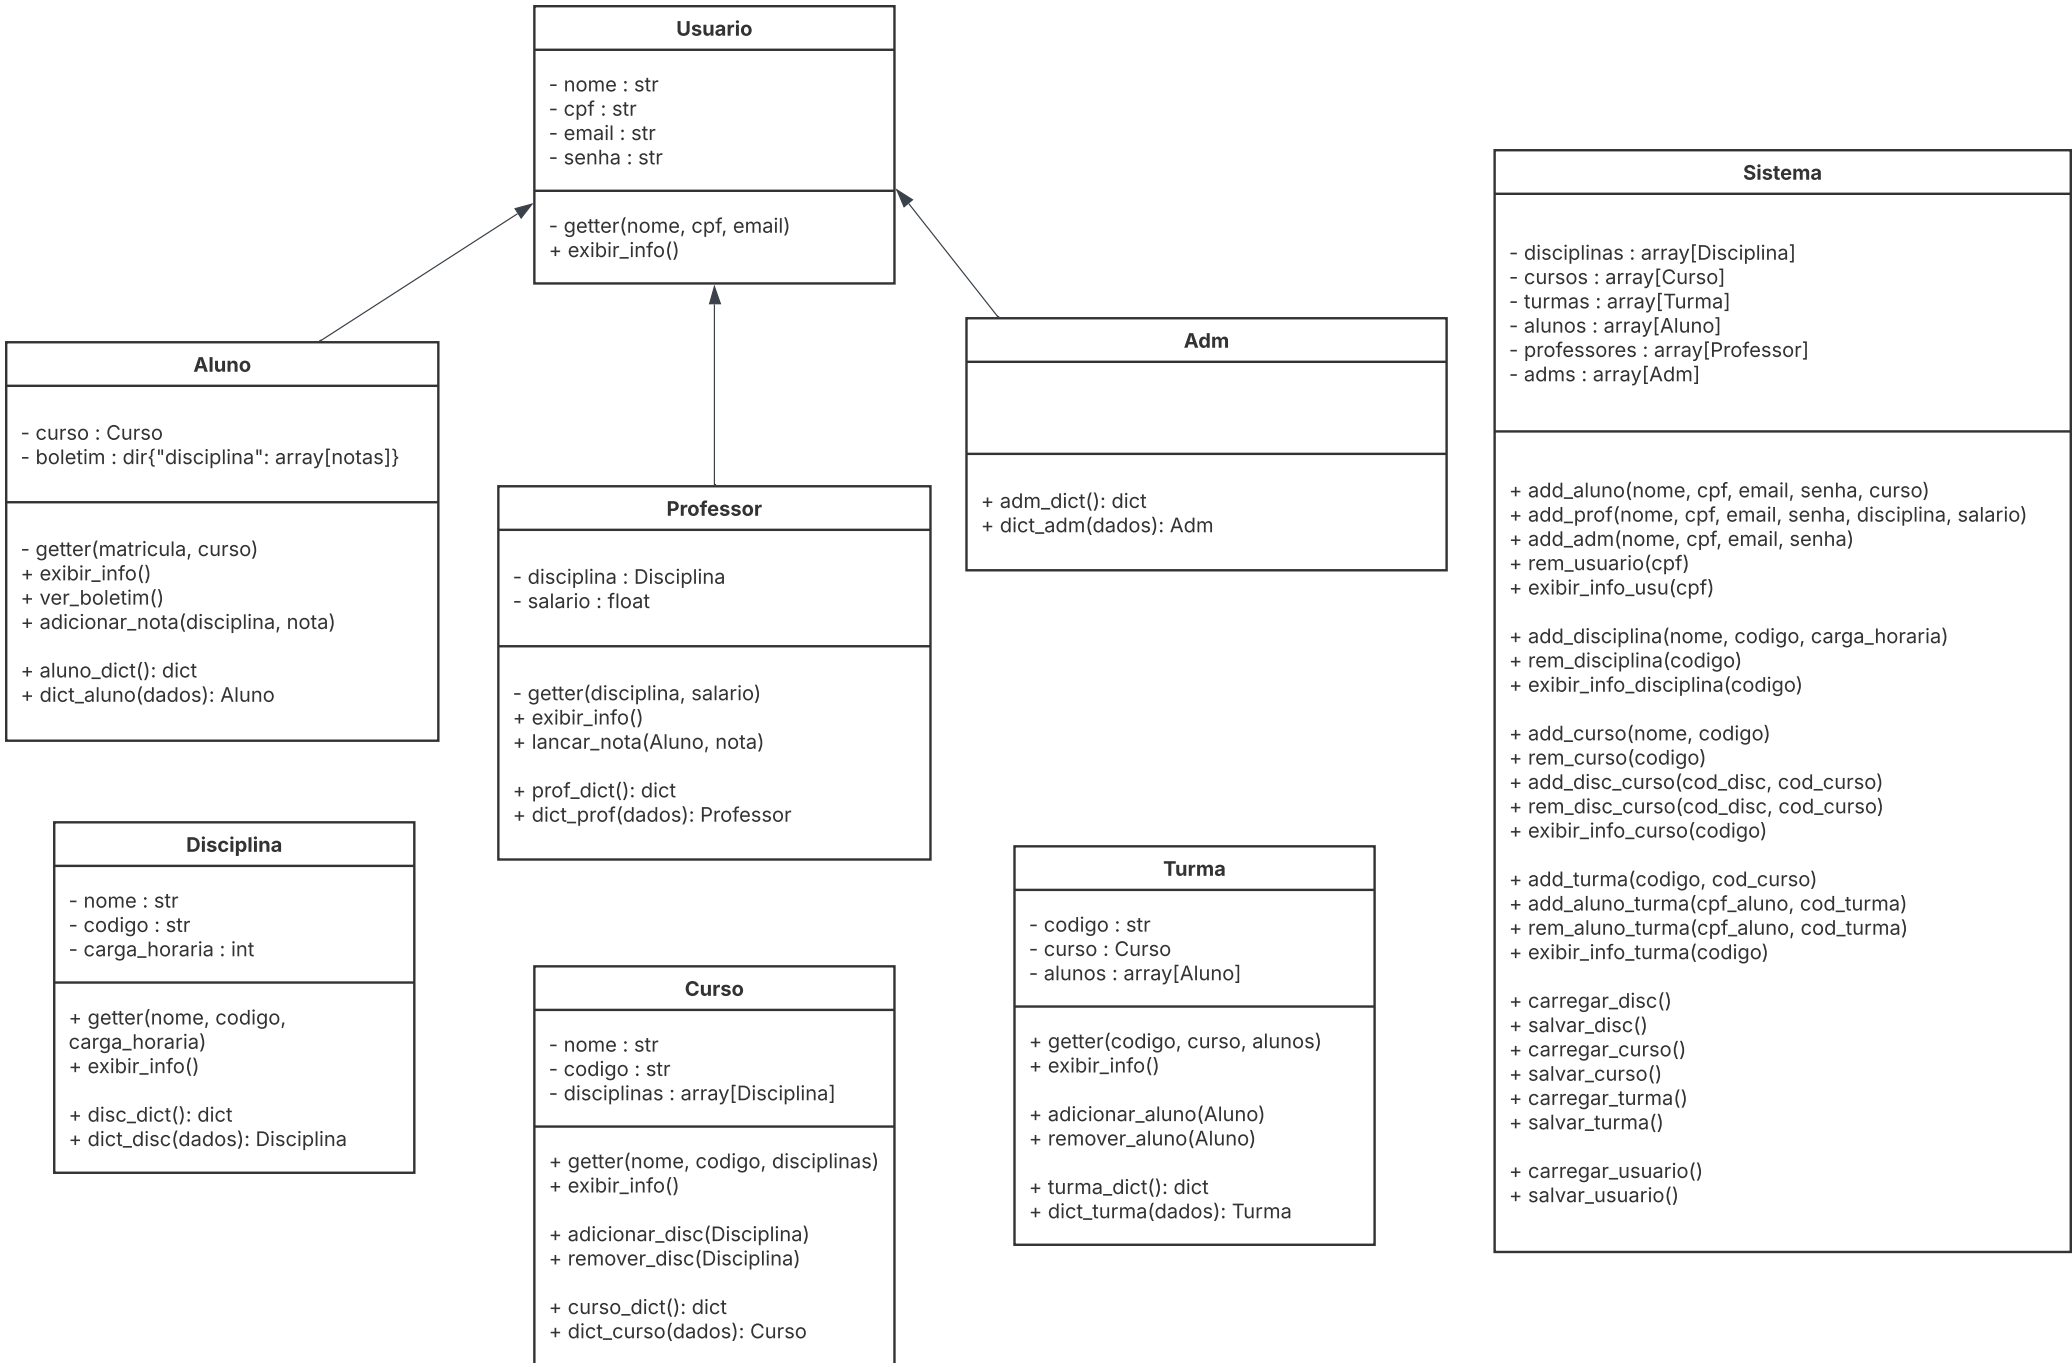 Usuario
- nome : str
- cpf : str
- email : str
- senha : str
- getter(nome, cpf, email)
+ exibir_info()
Aluno
- curso : Curso
- boletim : dir{"disciplina": array[notas]}
- getter(matricula, curso)
+ exibir_info()
+ ver_boletim()
+ adicionar_nota(disciplina, nota)
+ aluno_dict(): dict
+ dict_aluno(dados): Aluno
Professor
- disciplina : Disciplina
- salario : float
- getter(disciplina, salario)
+ exibir_info()
+ lancar_nota(Aluno, nota)
+ prof_dict(): dict
+ dict_prof(dados): Professor
Adm
+ adm_dict(): dict
+ dict_adm(dados): Adm
Sistema
- disciplinas : array[Disciplina]
- cursos : array[Curso]
- turmas : array[Turma]
- alunos : array[Aluno]
- professores : array[Professor]
- adms : array[Adm]
+ add_aluno(nome, cpf, email, senha, curso)
+ add_prof(nome, cpf, email, senha, disciplina, salario)
+ add_adm(nome, cpf, email, senha)
+ rem_usuario(cpf)
+ exibir_info_usu(cpf)
+ add_disciplina(nome, codigo, carga_horaria)
+ rem_disciplina(codigo)
+ exibir_info_disciplina(codigo)
+ add_curso(nome, codigo)
+ rem_curso(codigo)
+ add_disc_curso(cod_disc, cod_curso)
+ rem_disc_curso(cod_disc, cod_curso)
+ exibir_info_curso(codigo)
+ add_turma(codigo, cod_curso)
+ add_aluno_turma(cpf_aluno, cod_turma)
+ rem_aluno_turma(cpf_aluno, cod_turma)
+ exibir_info_turma(codigo)
+ carregar_disc()
+ salvar_disc()
+ carregar_curso()
+ salvar_curso()
+ carregar_turma()
+ salvar_turma()
+ carregar_usuario()
+ salvar_usuario()
Disciplina
- nome : str
- codigo : str
- carga_horaria : int
+ getter(nome, codigo,
carga_horaria)
+ exibir_info()
+ disc_dict(): dict
+ dict_disc(dados): Disciplina
Curso
- nome : str
- codigo : str
- disciplinas : array[Disciplina]
+ getter(nome, codigo, disciplinas)
+ exibir_info()
+ adicionar_disc(Disciplina)
+ remover_disc(Disciplina)
+ curso_dict(): dict
+ dict_curso(dados): Curso
Turma
- codigo : str
- curso : Curso
- alunos : array[Aluno]
+ getter(codigo, curso, alunos)
+ exibir_info()
+ adicionar_aluno(Aluno)
+ remover_aluno(Aluno)
+ turma_dict(): dict
+ dict_turma(dados): Turma